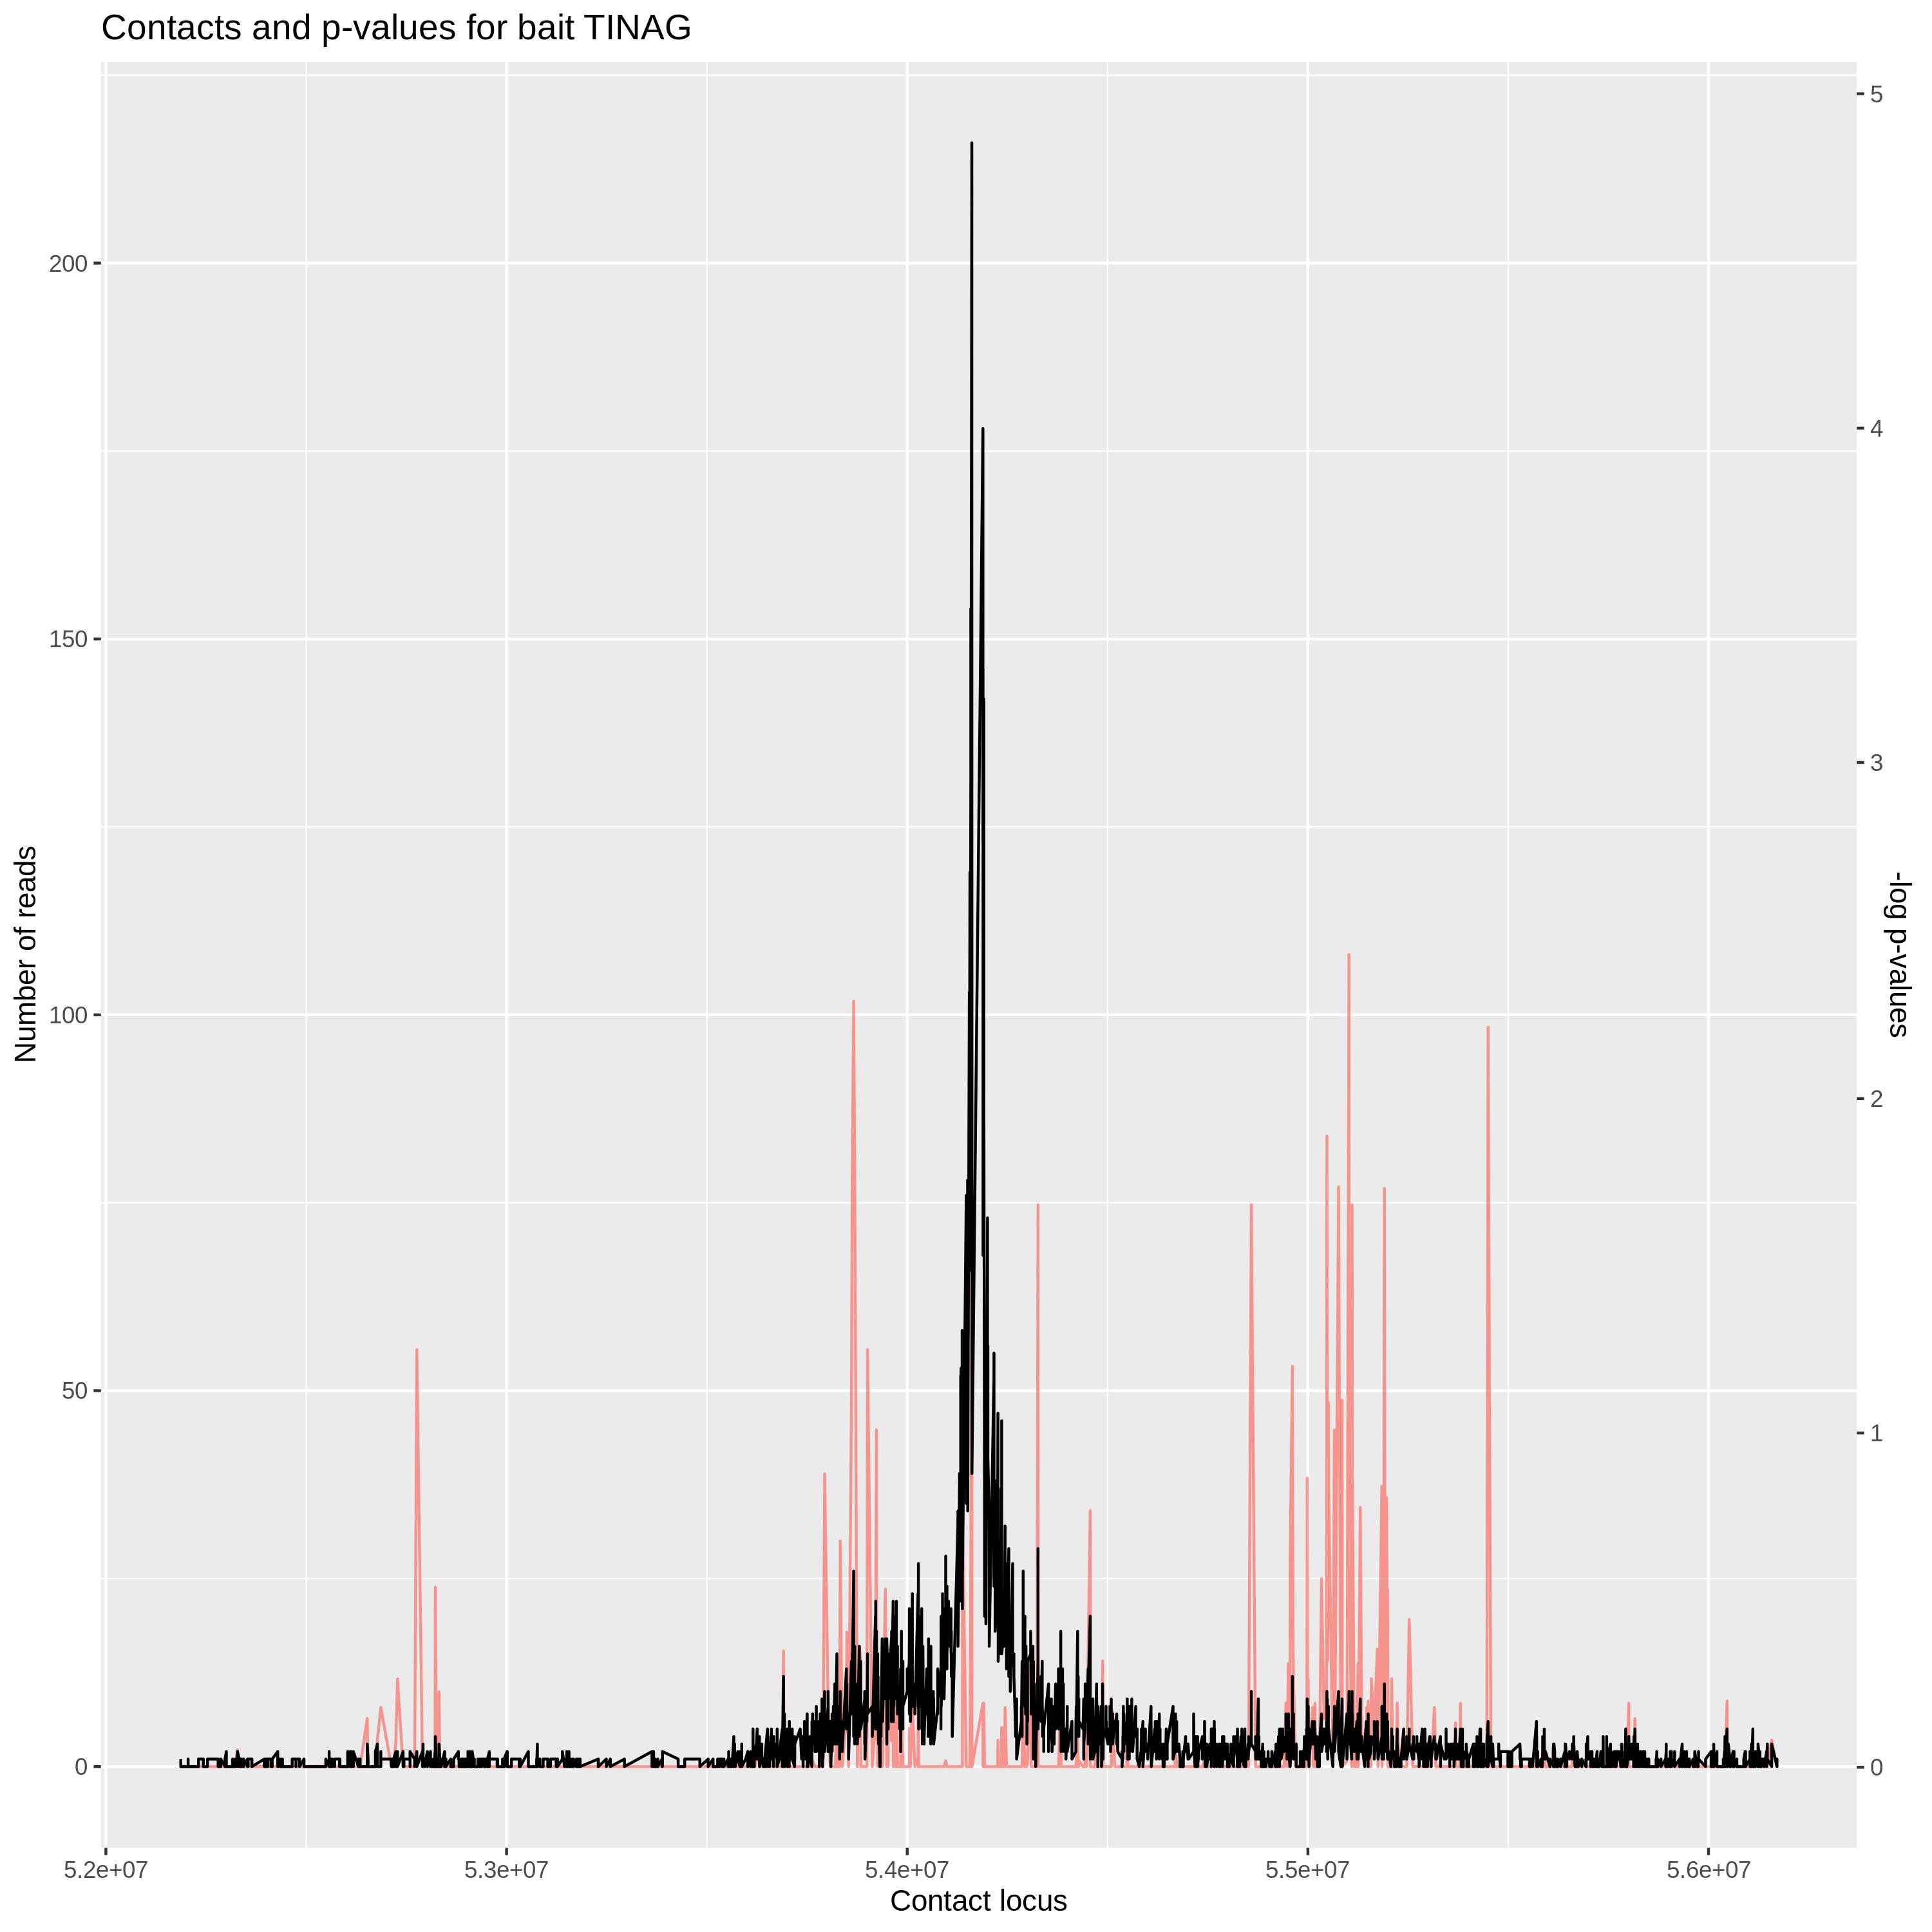 Contacts and p-values for bait TINAG
Number of reads
200
150
100
50
0
5
4
3
2
1
0
-log p-values
5.2e+07
5.3e+07
5.4e+07
5.5e+07
5.6e+07
Contact locus